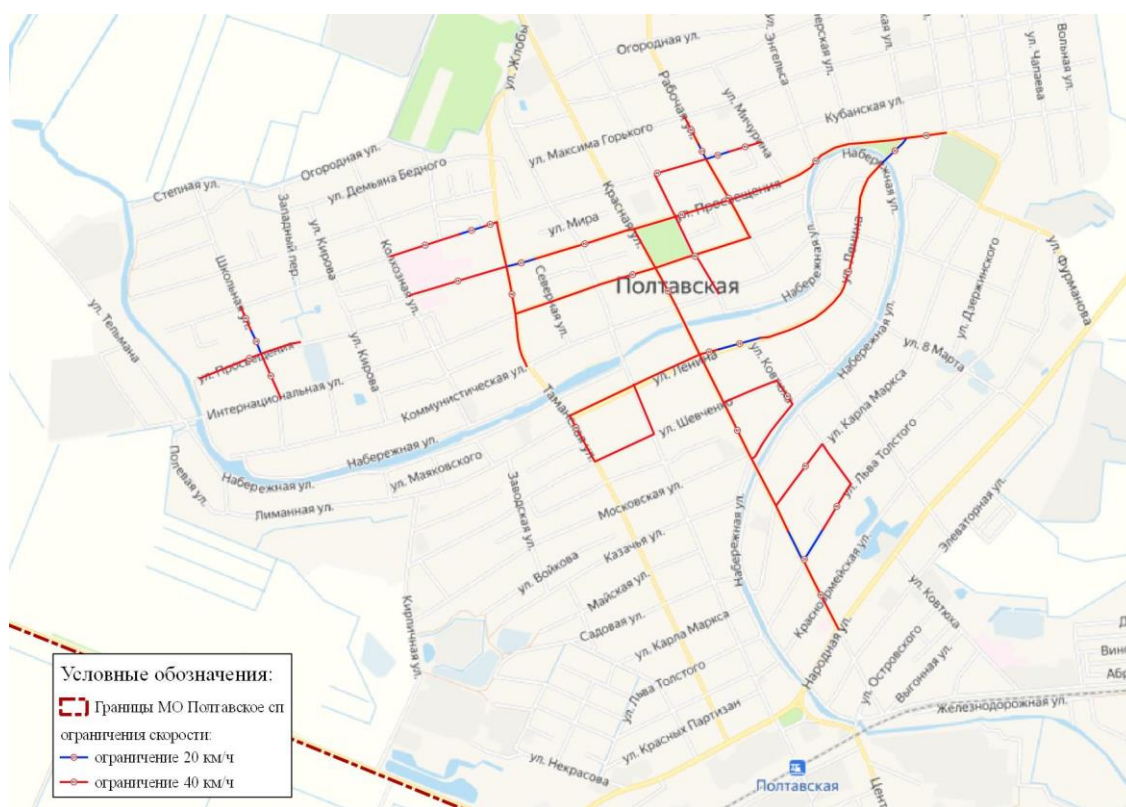 ул. Жлобы
Огородная ул.
ул. Энгельса
ул. Чапаева
Вольная ул.
Рабочая ул.
ул. Мичурина
Кубанская ул.
ул. Максима Горького
Огородная ул.
ул. Демьяна Бедного
Степная ул.
Набережная ул.
Западный пер.
ул. Кирова
Колхозная ул.
ул. Мира
Красная ул.
ул. Просвещения
Школьная ул.
Северная ул.
Полтавская
Набережная ул.
ул. Ленина
ул. Дзержинского
ул. Фурманова
ул. Тельмана
ул. Просвещения
ул. Кирова
Интернациональная ул.
Коммунистическая ул.
Таманская ул.
ул. Ленина
ул. Ковтюха
Набережная ул.
ул. 8 Марта
ул. Карла Маркса
ул. Шевченко
ул. Льва Толстого
Полевая ул.
Набережная ул.
Набережная ул.
ул. Маяковского
Лиманная ул.
Заводская ул.
Московская ул.
Казачья ул.
ул. Войкова
Майская ул.
Садовая ул.
Набережная ул.
Элеваторная ул.
Красноармейская ул.
ул. Ковтюха
Кирпичная ул.
ул. Карла Маркса
Народная ул.
ул. Островского
Выгонная ул.
ул. Льва Толстого
ул. Красных Партизан
ул. Некрасова
Железнодорожная ул.
Полтавская
Условные обозначения:
Границы МО Полтавское сп
ограничения скорости:
ограничение 20 км/ч
ограничение 40 км/ч